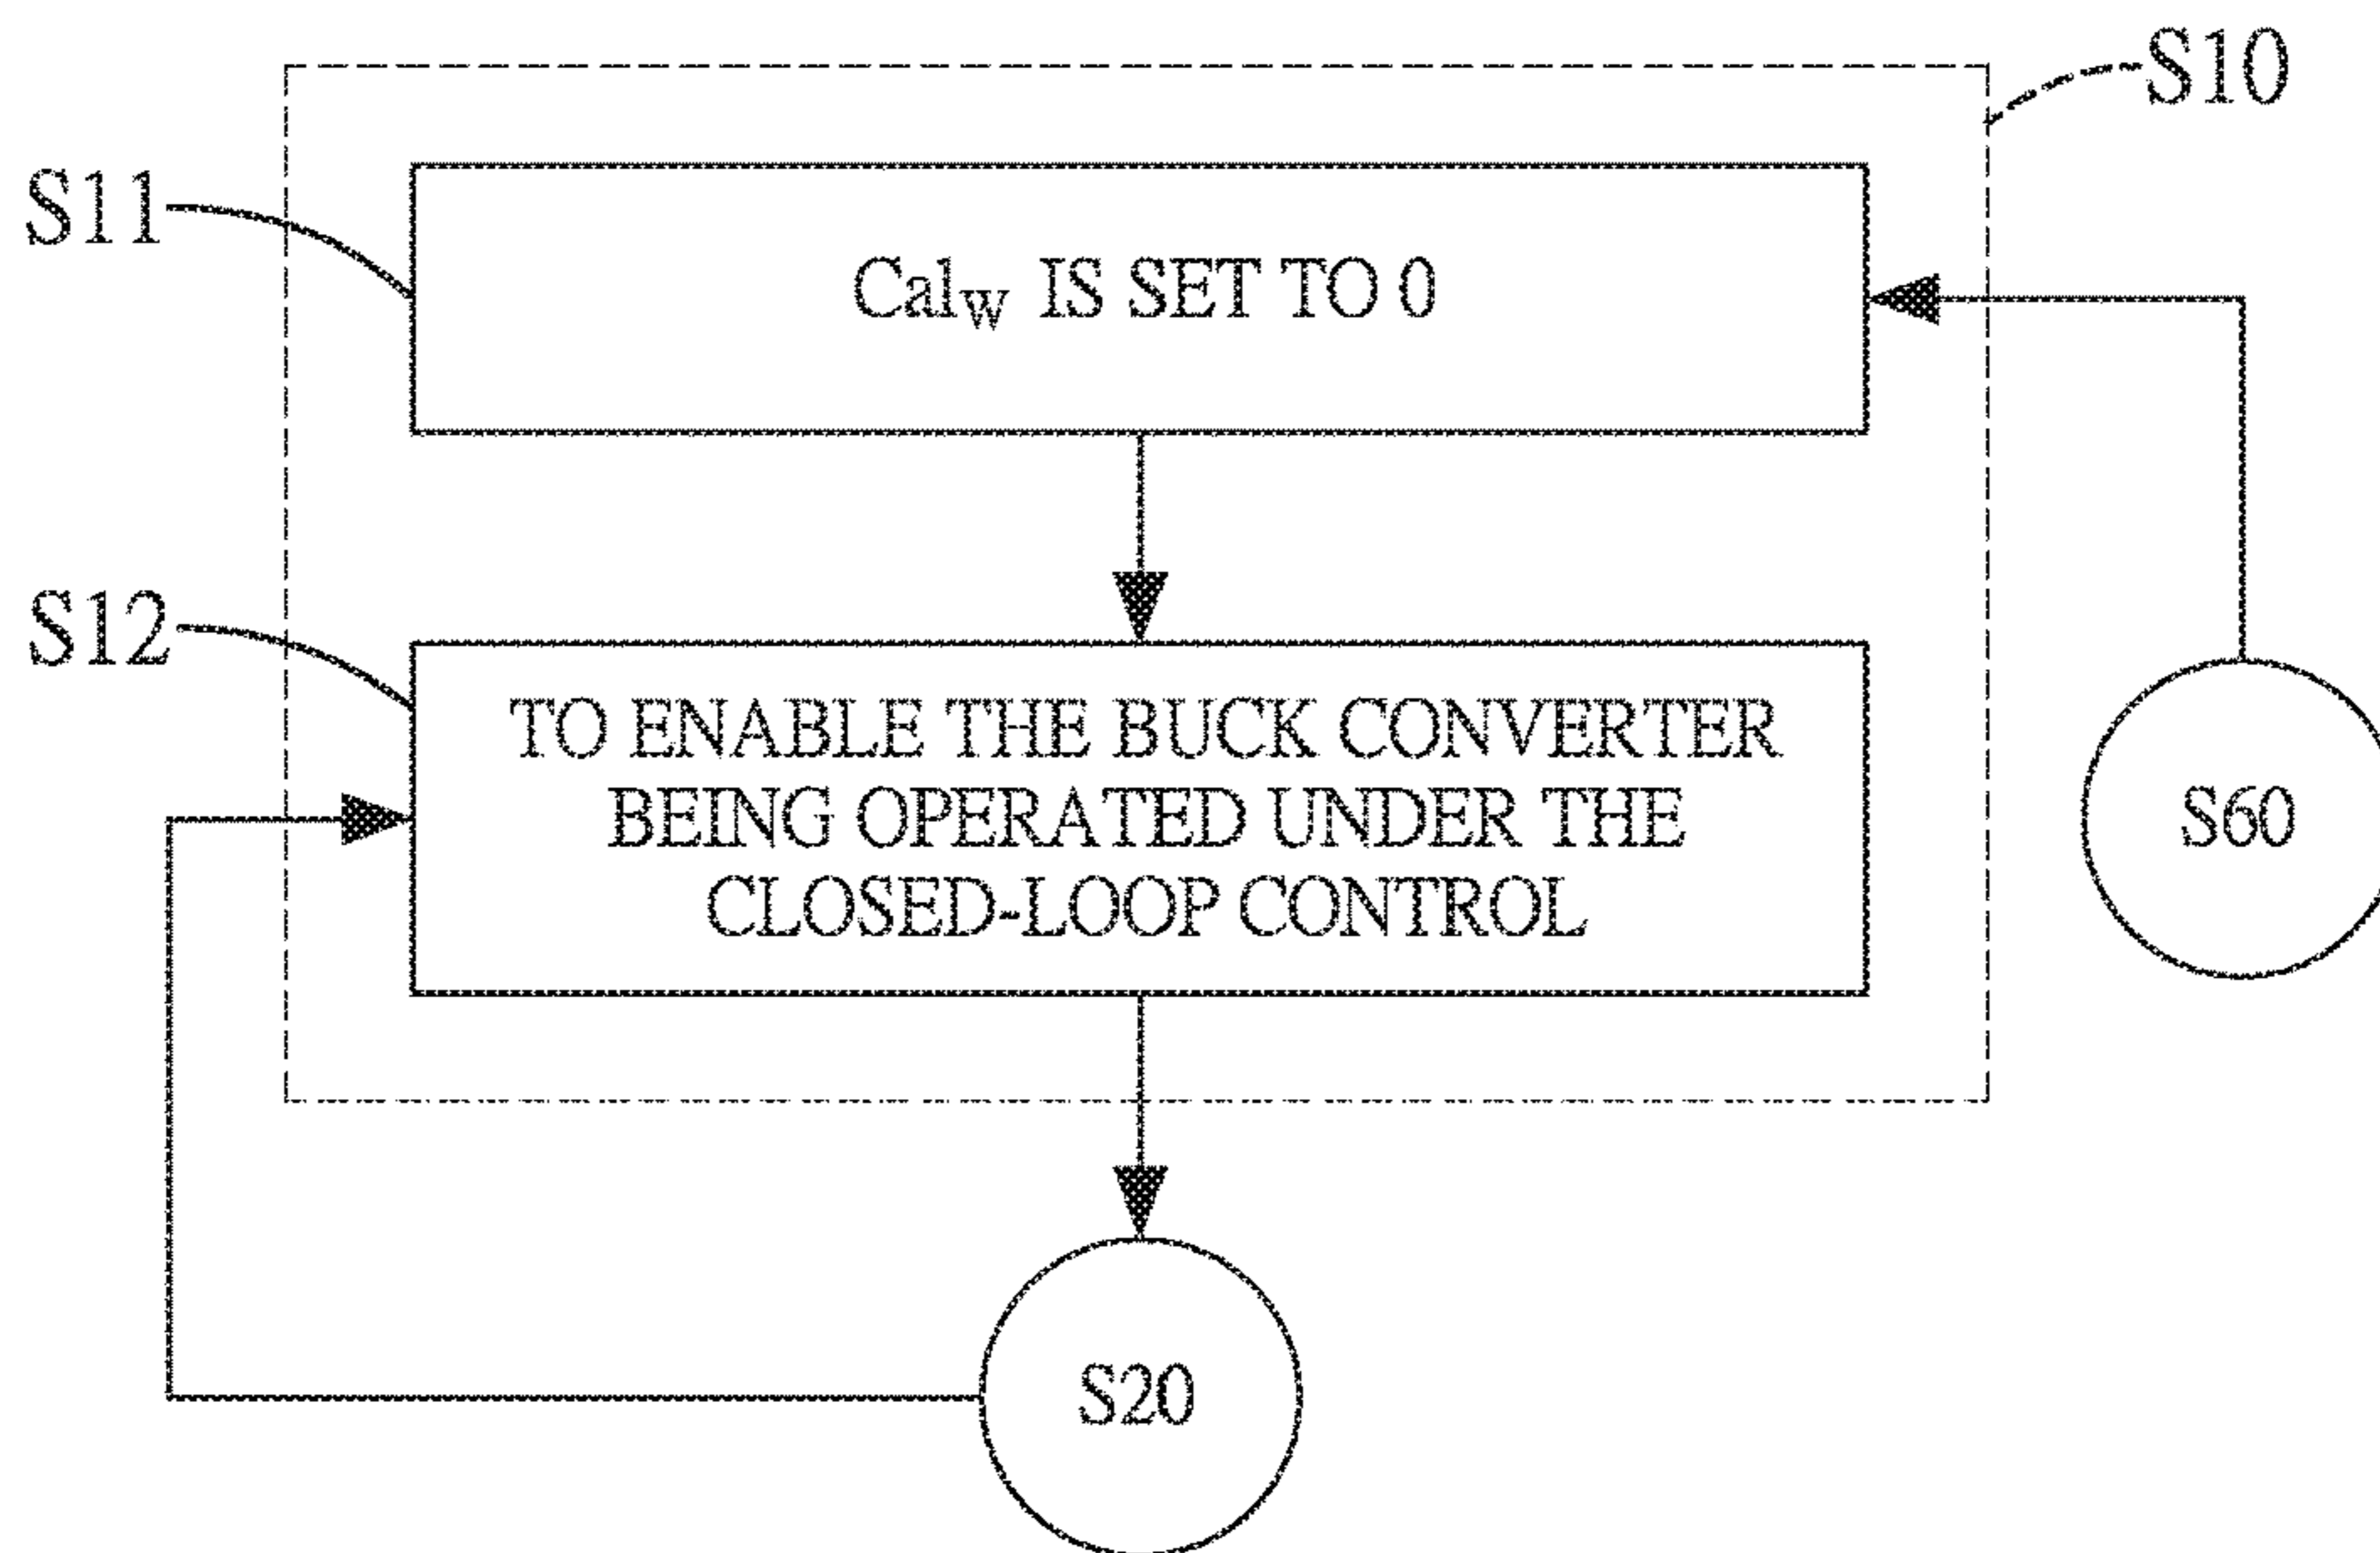 S10
S11
Calw IS SET TO 0
S12
TO ENABLE THE BUCK CONVERTER
BEING OPERATED UNDER THE
CLOSED-LOOP CONTROL
S60
S20